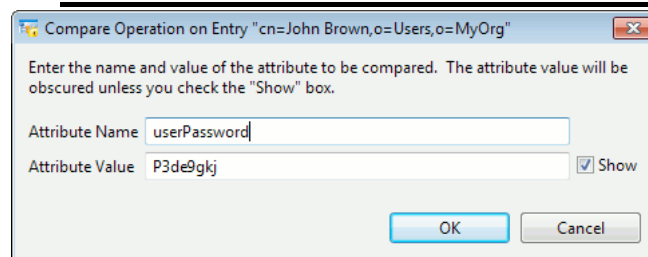 Compare Operation on Entry "cn=John Brown,o=Users,o=MyOrg"
Enter the name and value of the attribute to be compared.  The attribute value will be
obscured unless you check the "Show" box.
Attribute Name userPassword
Attribute Value P3de9gkj Show
OK Cancel